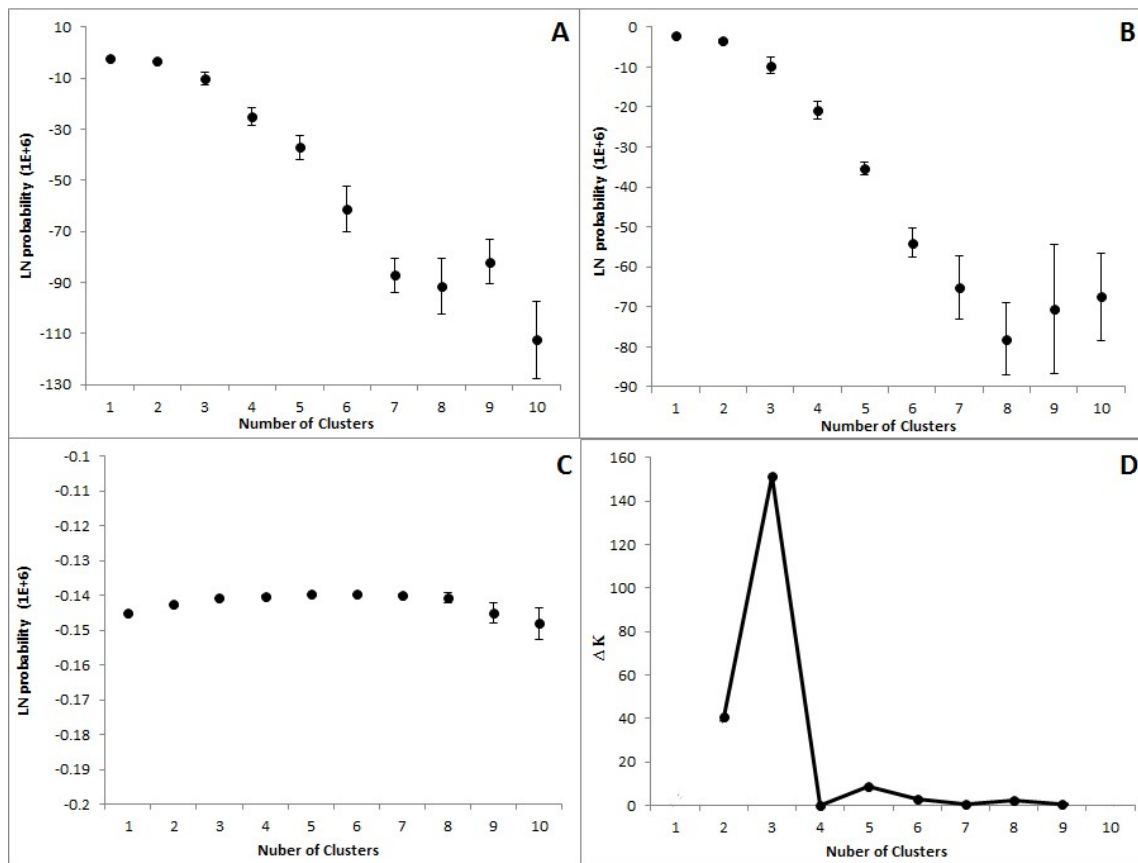 A
LN probability (1E+6)
10
-10
-30
-50
-70
-90
-110
-130
1 2 3 4 5 6 7 8 9 10
Number of Clusters
B
LN probability (1E+6)
0
-10
-20
-30
-40
-50
-60
-70
-80
-90
1 2 3 4 5 6 7 8 9 10
Number of Clusters
C
LN probability (1E+6)
-0.1
-0.11
-0.12
-0.13
-0.14
-0.15
-0.16
-0.17
-0.18
-0.19
-0.2
1 2 3 4 5 6 7 8 9 10
Nuber of Clusters
D
Δ K
160
140
120
100
80
60
40
20
0
1 2 3 4 5 6 7 8 9 10
Nuber of Clusters